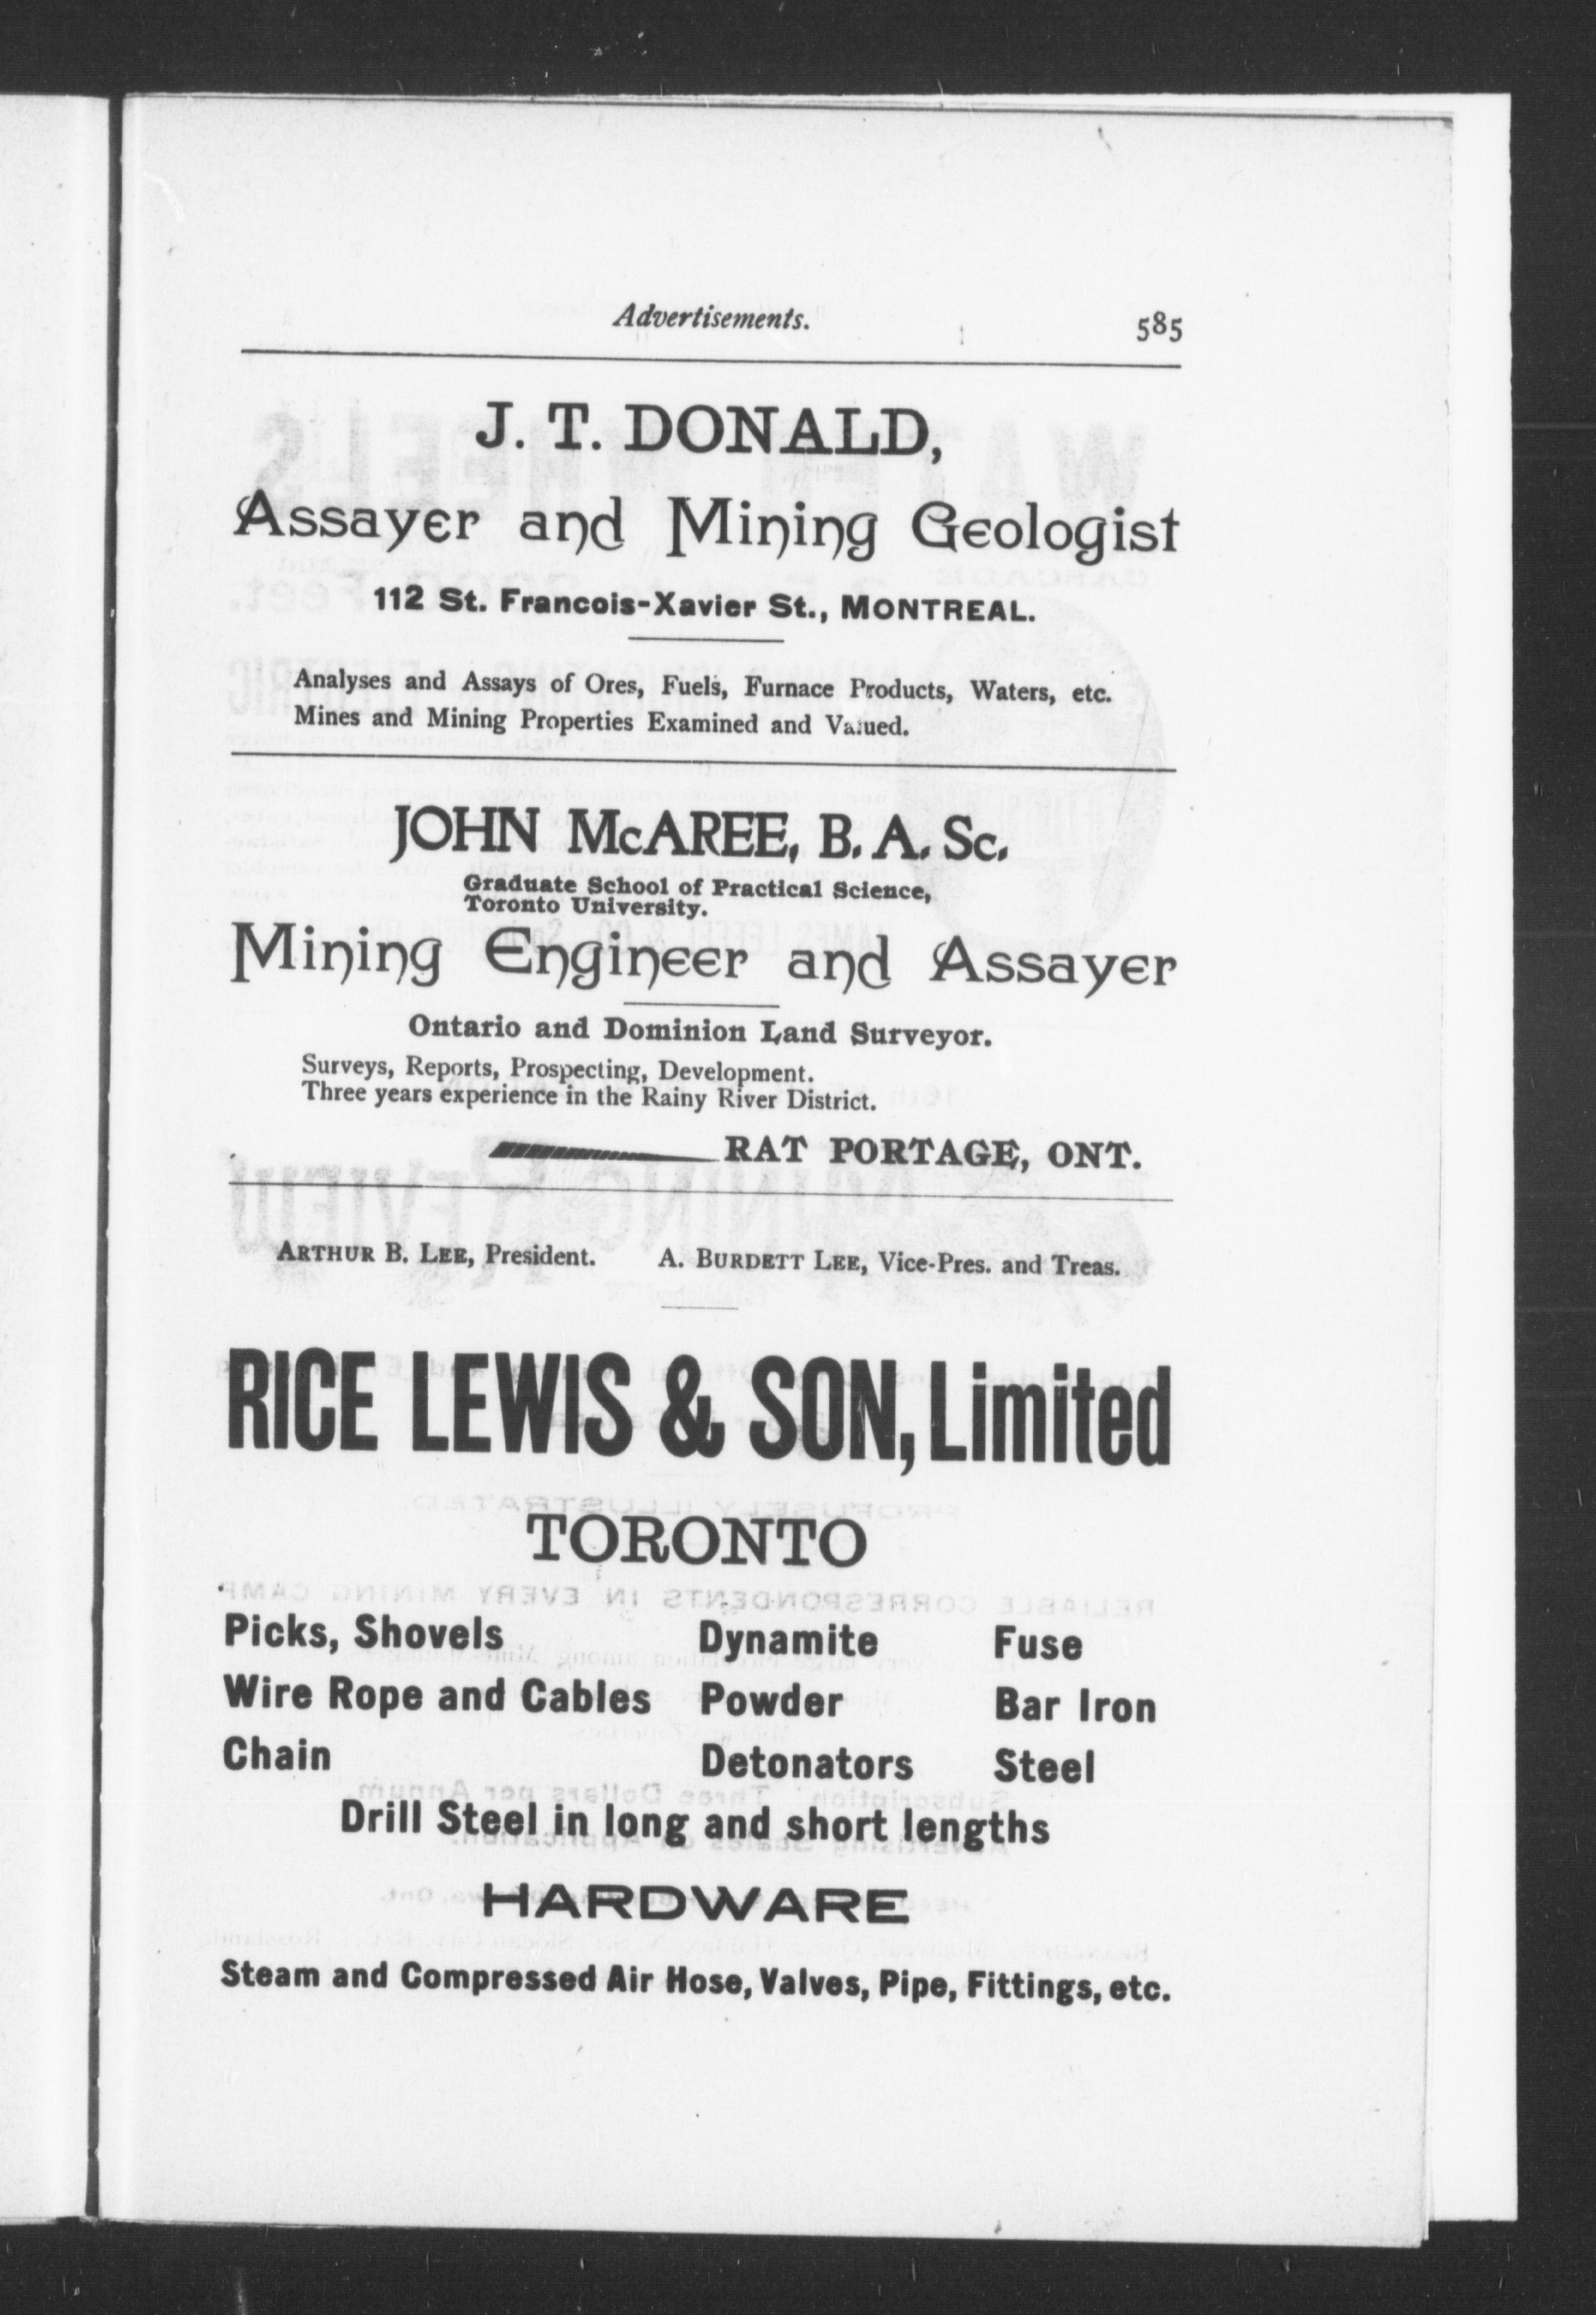 Advertisements. 585
J. T. DONALD,
Assayer and Mining Geologist
112 St. Francois-Xavier St., MONTREAL.
Analyses and Assays of Ores, Fuels, Furnace Products, Waters, etc.
Mines and Mining Properties Examined and Valued.
JOHN McAREE, B. A. Sc.
Graduate School of Practical Science,
Toronto University.
Mining Engineer and Assayer
Ontario and Dominion Land Surveyor.
Surveys, Reports, Prospecting, Development.
Three years experience in the Rainy River District.
RAT PORTAGE, ONT.
ARTHUR B. LEE, President. A. BURDETT LEE, Vice-Pres. and Treas.
RICE LEWIS & SON, Limited
TORONTO
Picks, Shovels Dynamite Fuse
Wire Rope and Cables Powder Bar Iron
Chain Detonators Steel
Drill Steel in long and short lengths
HARDWARE
Steam and Compressed Air Hose, Valves, Pipe, Fittings, etc.